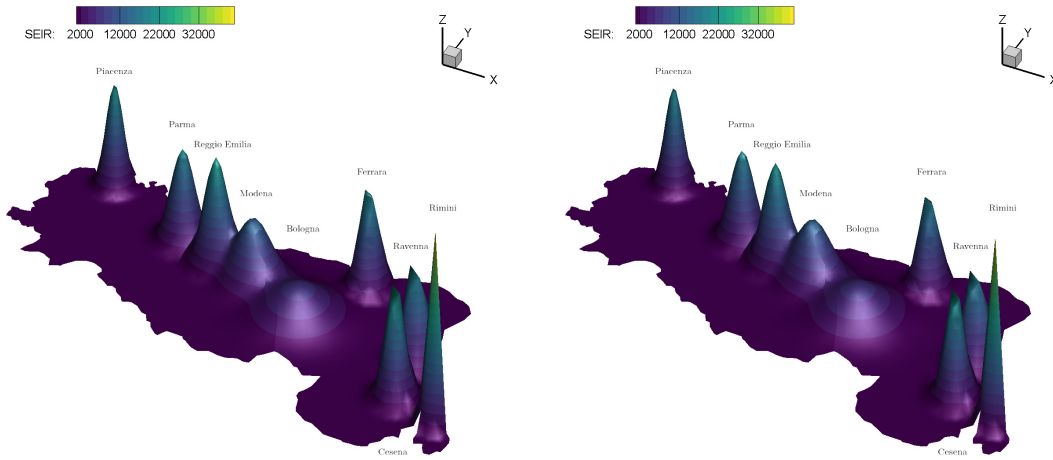 SEIR: 2000 12000 22000 32000
Z
Y
X
Piacenza
Parma
Reggio Emilia
Modena
Ferrara
Rimini
Bologna
Ravenna
Cesena
SEIR: 2000 12000 22000 32000
Z
Y
X
Piacenza
Parma
Reggio Emilia
Modena
Ferrara
Rimini
Bologna
Ravenna
Cesena